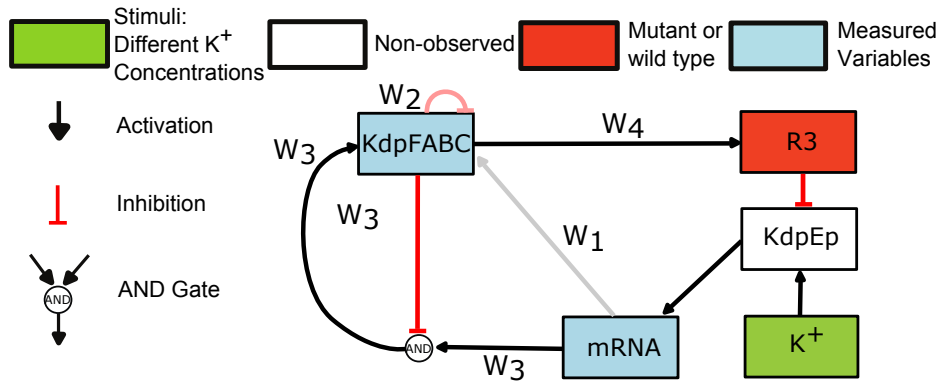 Stimuli:
Different K+
Concentrations
Non-observed
Mutant or
wild type
Measured
Variables
Activation
Inhibition
AND
AND Gate
W2
KdpFABC
W4
R3
W3
W3
W1
KdpEp
AND
W3
mRNA
K+